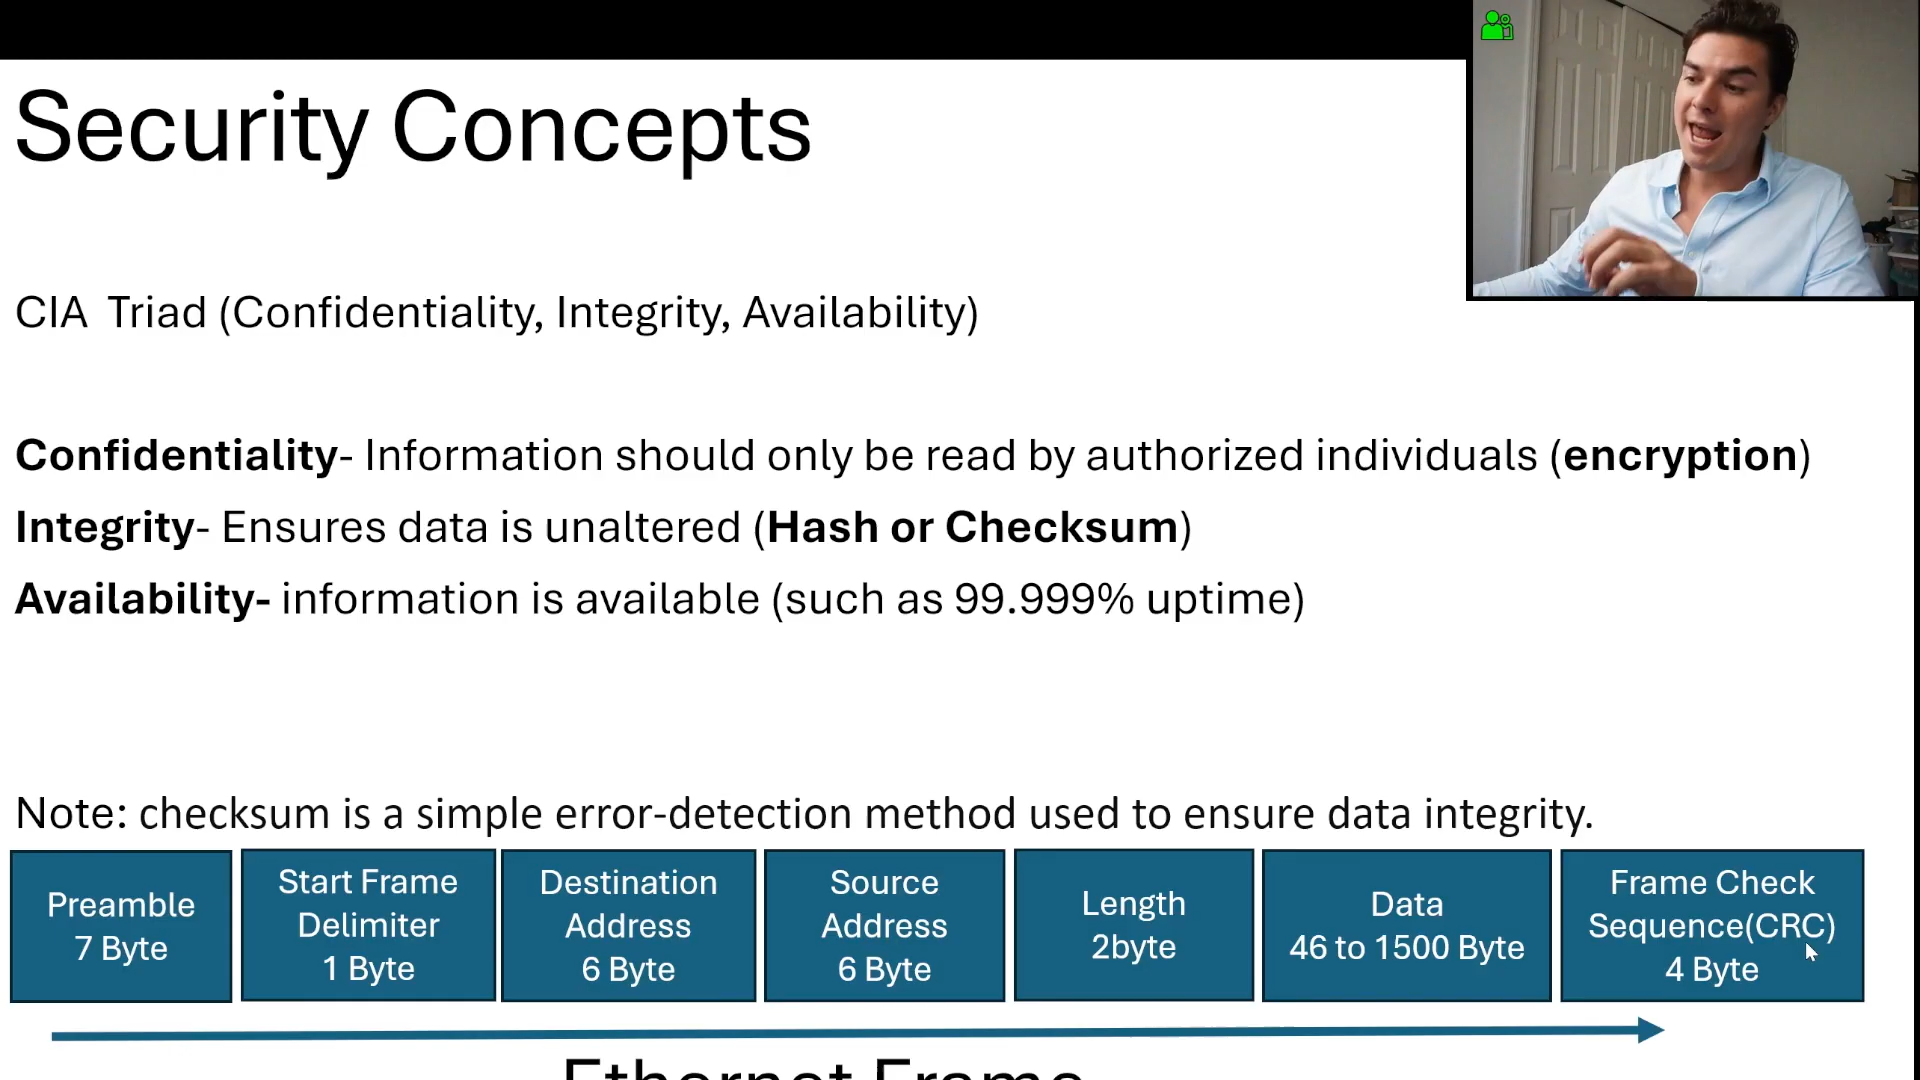 Security Concepts
CIA Triad (Confidentiality, Integrity, Availability)
Confidentiality- Information should only be read by authorized individuals (encryption)
Integrity- Ensures data is unaltered (Hash or Checksum)
Availability- information is available (such as 99.999% uptime)
Note: checksum is a simple error-detection method used to ensure data integrity.
Preamble
7 Byte
Start Frame
Delimiter
1 Byte
Destination
Address
6 Byte
Source
Address
6 Byte
Length
2byte
Data
46 to 1500 Byte
Frame Check
Sequence(CRC)
4 Byte
Ethernet Frame